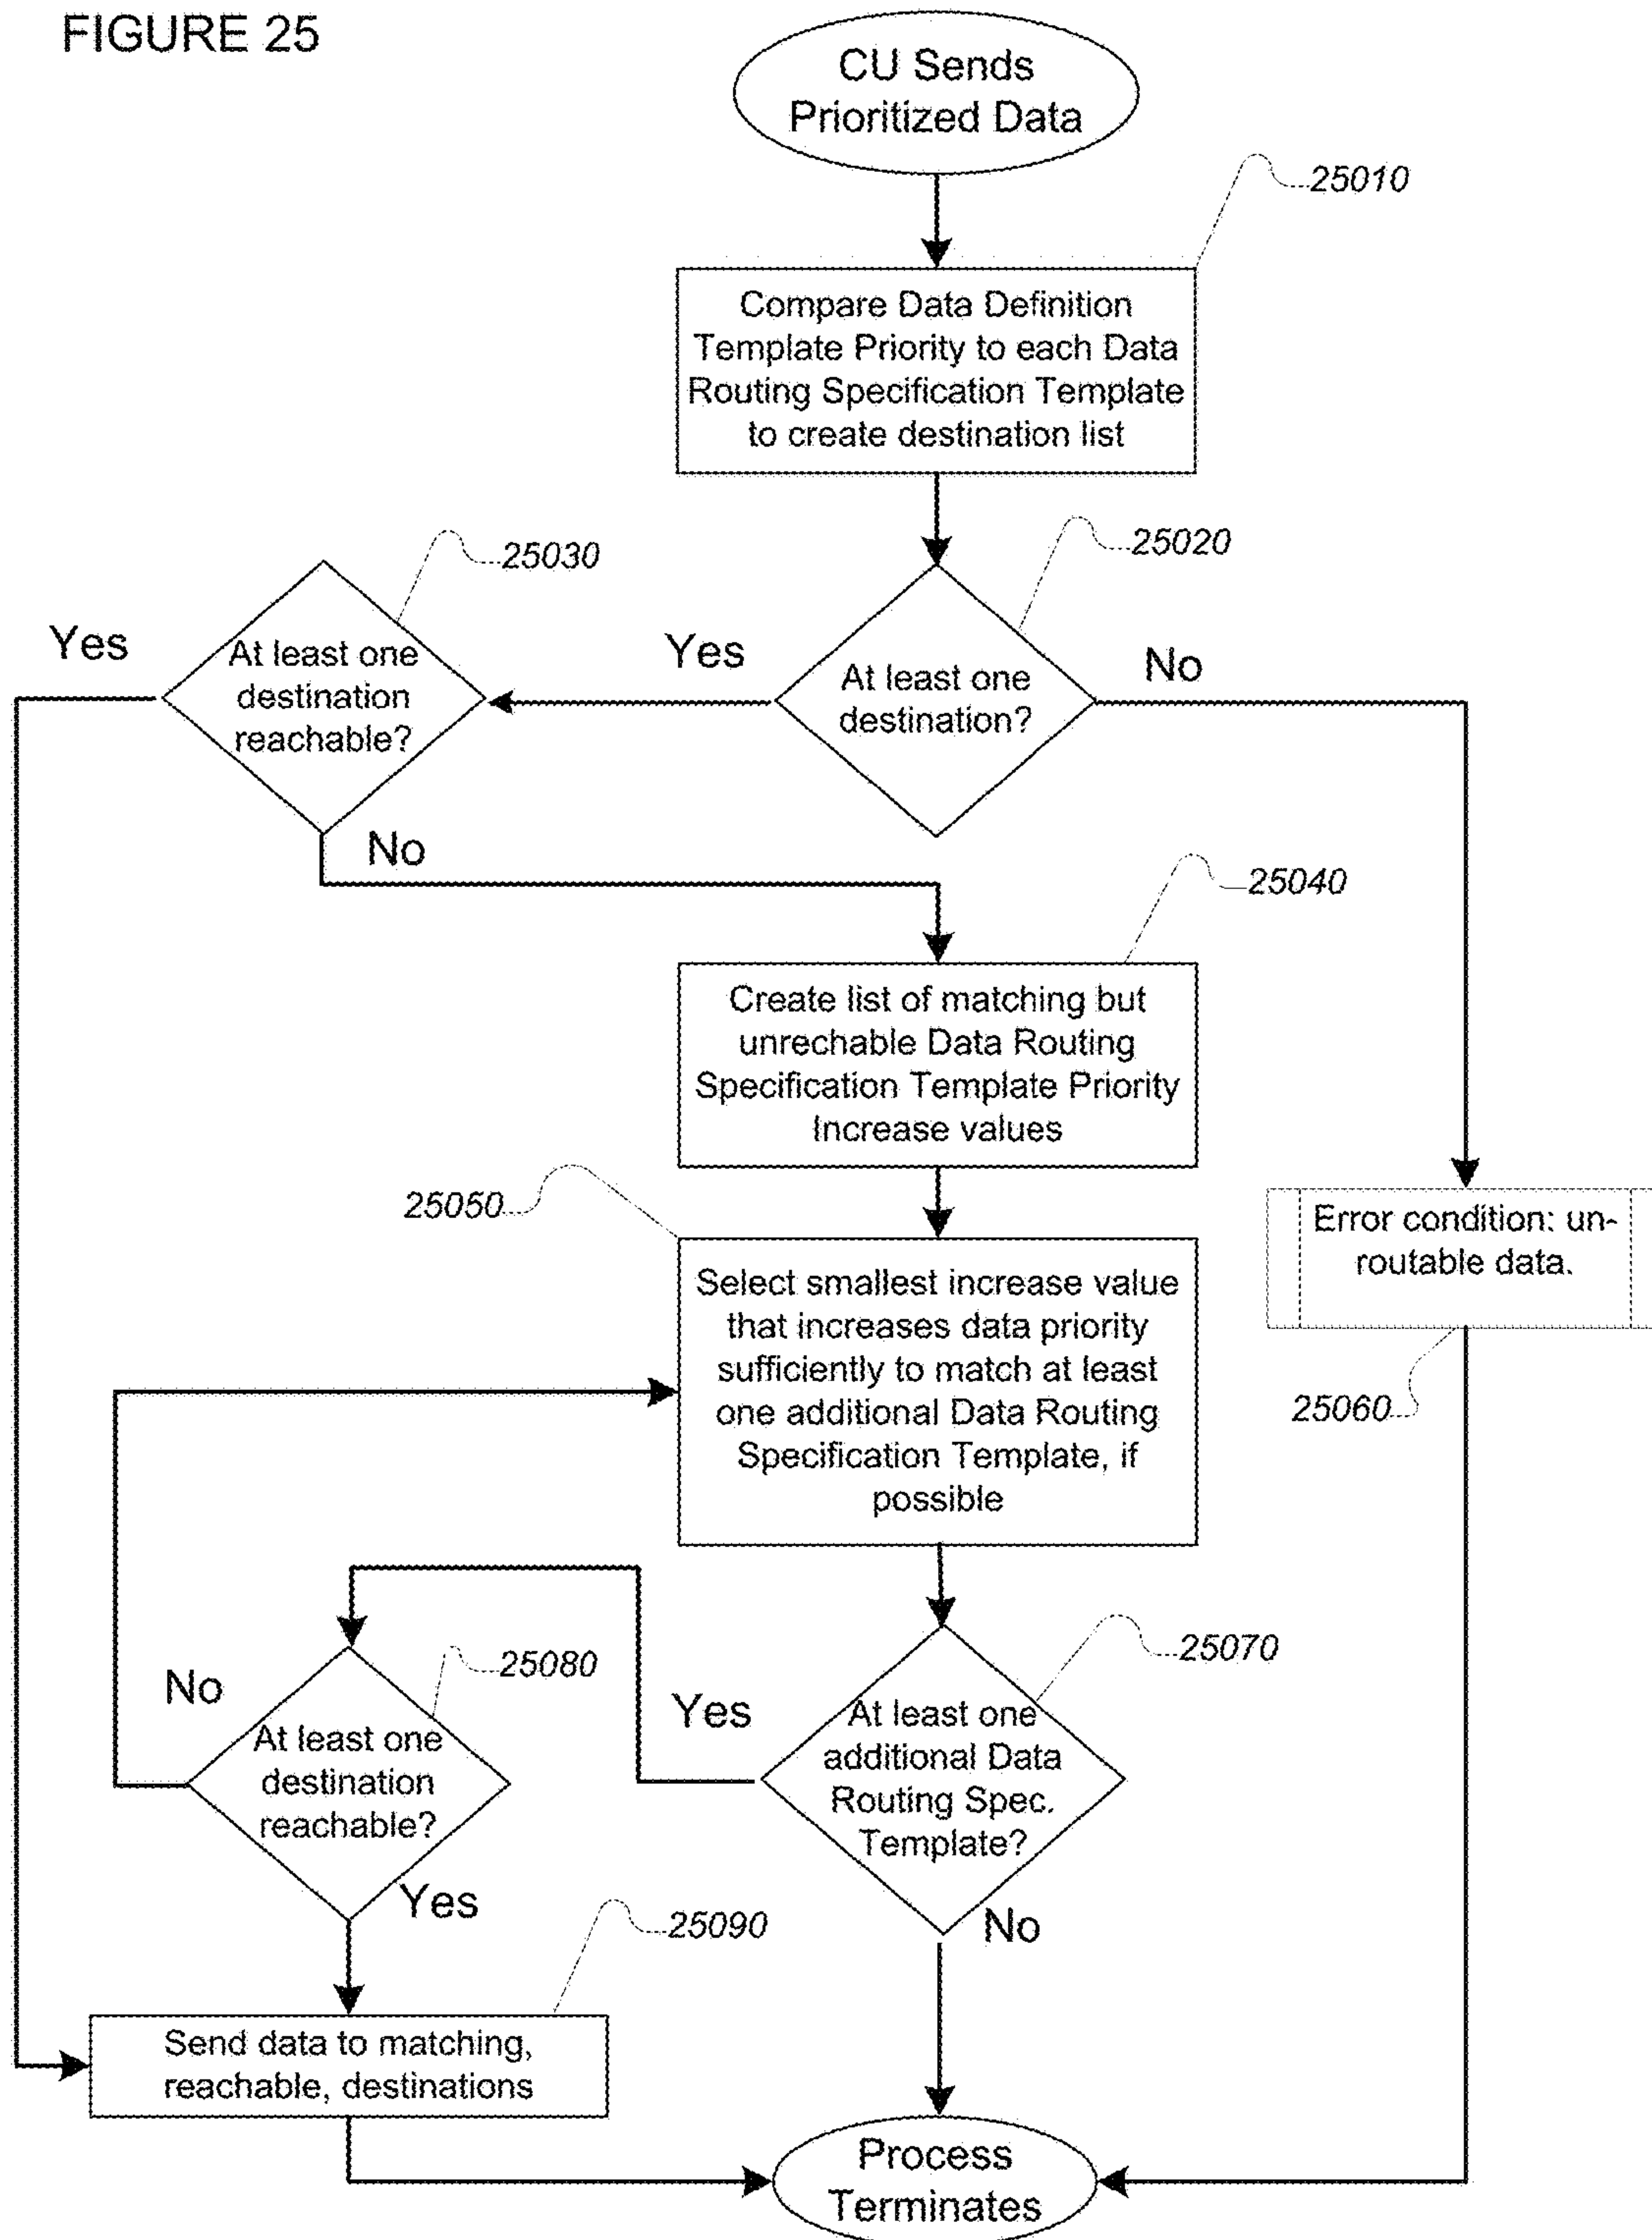 FIGURE 25
CU Sends
Prioritized Data
25010
Compare Data Definition
Template Priority to each Data
Routing Specification Template
to create destination list
25020
At least one
destination?
Yes
No
25030
At least one
destination
reachable?
Yes
No
25040
Create list of matching but
unrechable Data Routing
Specification Template Priority
Increase values
25050
Select smallest increase value
that increases data priority
sufficiently to match at least
one additional Data Routing
Specification Template, if
possible
Error condition: un-
routable data.
25060
25070
At least one
additional Data
Routing Spec.
Template?
Yes
No
25080
At least one
destination
reachable?
No
Yes
25090
Send data to matching,
reachable, destinations
Process
Terminates